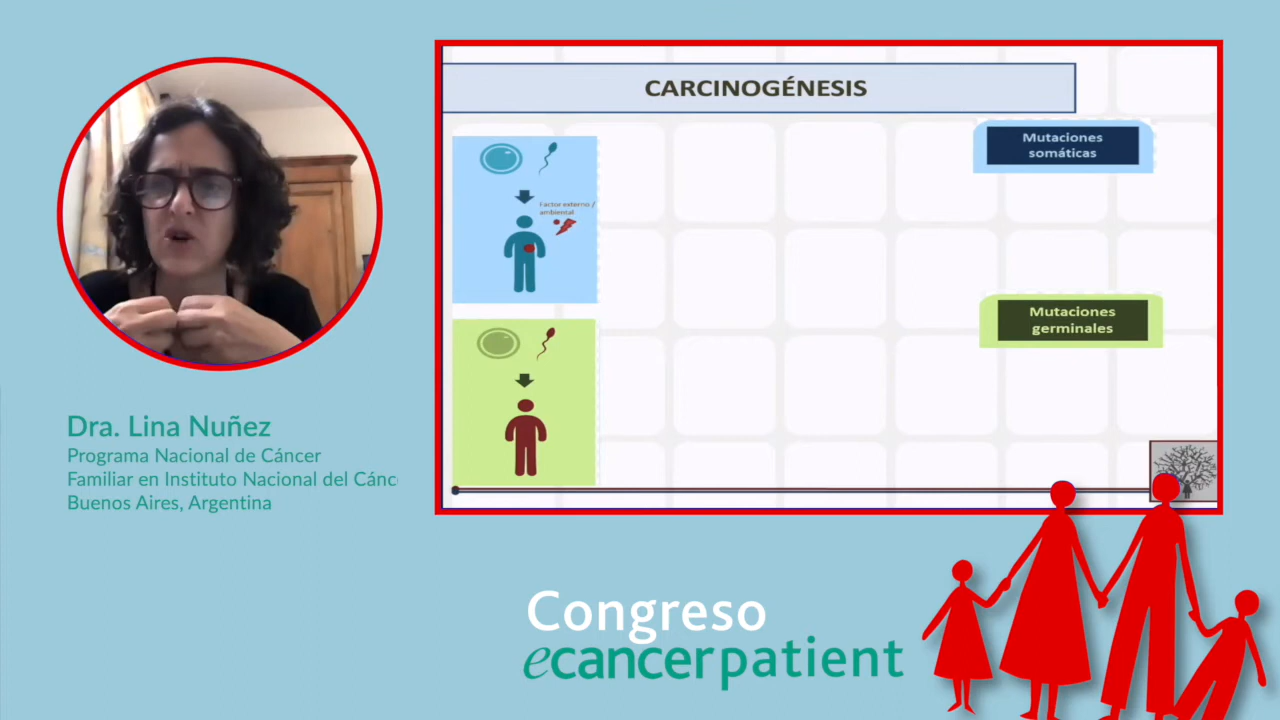 CARCINOGÉNESIS
Mutaciones
somáticas
Factor externo /
ambiental
Mutaciones
germinales
Dra. Lina Nuñez
Programa Nacional de Cáncer
Familiar en Instituto Nacional del Cánc
Buenos Aires, Argentina
Congreso
ecancerpatient